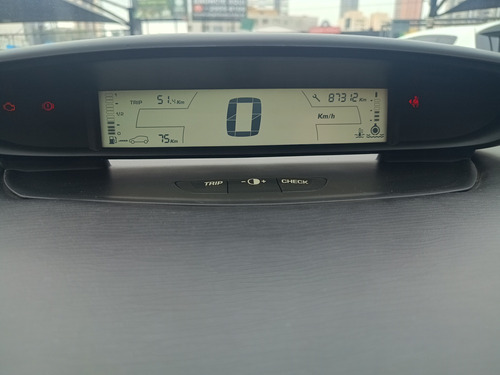 TRIP 51.4 Km
87312 Km
0
Km/h
75 Km
TRIP
- +
CHECK